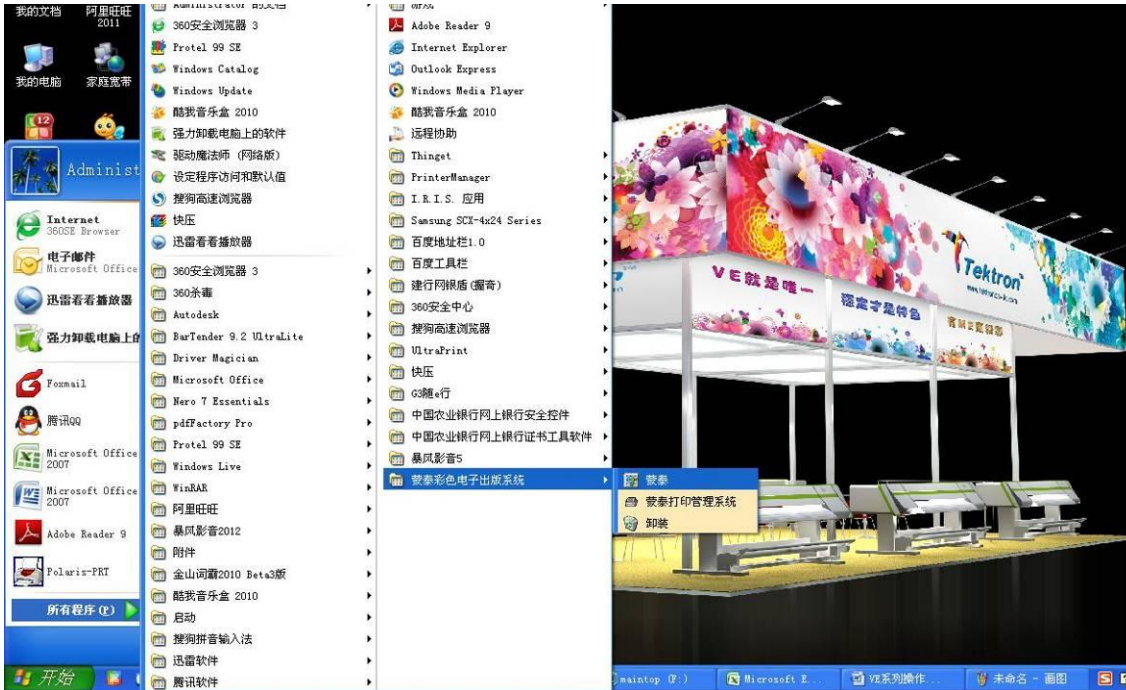 我的文档
阿里旺旺
2011
我的电脑
家庭宽带
12
Administ
Internet
360SE Browser
电子邮件
Microsoft Office
迅雷看看播放器
强力卸载电脑上的
Foxmail
腾讯QQ
Microsoft Office
2007
Microsoft Office
2007
Adobe Reader 9
Polaris-PRT
所有程序(P)
开始
Administrator 的文档
360安全浏览器 3
Protel 99 SE
Windows Catalog
Windows Update
酷我音乐盒 2010
强力卸载电脑上的软件
驱动魔法师 (网络版)
设定程序访问和默认值
搜狗高速浏览器
快压
迅雷看看播放器
360安全浏览器 3
360杀毒
Autodesk
BarTender 9.2 UltraLite
Driver Magician
Microsoft Office
Nero 7 Essentials
pdfFactory Pro
Protel 99 SE
Windows Live
WinRAR
阿里旺旺
暴风影音2012
附件
金山词霸2010 Beta3版
酷我音乐盒 2010
启动
搜狗拼音输入法
迅雷软件
腾讯软件
游戏
Adobe Reader 9
Internet Explorer
Outlook Express
Windows Media Player
酷我音乐盒 2010
远程协助
Thinget
PrinterManager
I.R.I.S. 应用
Samsung SCX-4x24 Series
百度地址栏1.0
百度工具栏
建行网银盾(握奇)
360安全中心
搜狗高速浏览器
UltraPrint
快压
G3随e行
中国农业银行网上银行安全控件
中国农业银行网上银行证书工具软件
暴风影音5
蒙泰彩色电子出版系统
蒙泰
蒙泰打印管理系统
卸装
Tektron
VE就是唯一
稳定才是特色
maintop (F:)
Microsoft E...
VE系列操作...
未命名 - 画图